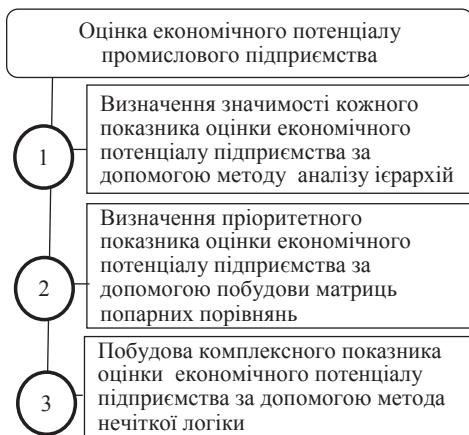 Оцінка економічного потенціалу
промислового підприємства
1
Визначення значимості кожного
показника оцінки економічного
потенціалу підприємства за
допомогою методу аналізу ієрархій
2
Визначення пріоритетного
показника оцінки економічного
потенціалу підприємства за
допомогою побудови матриць
попарних порівнянь
3
Побудова комплексного показника
оцінки економічного потенціалу
підприємства за допомогою метода
нечіткої логіки